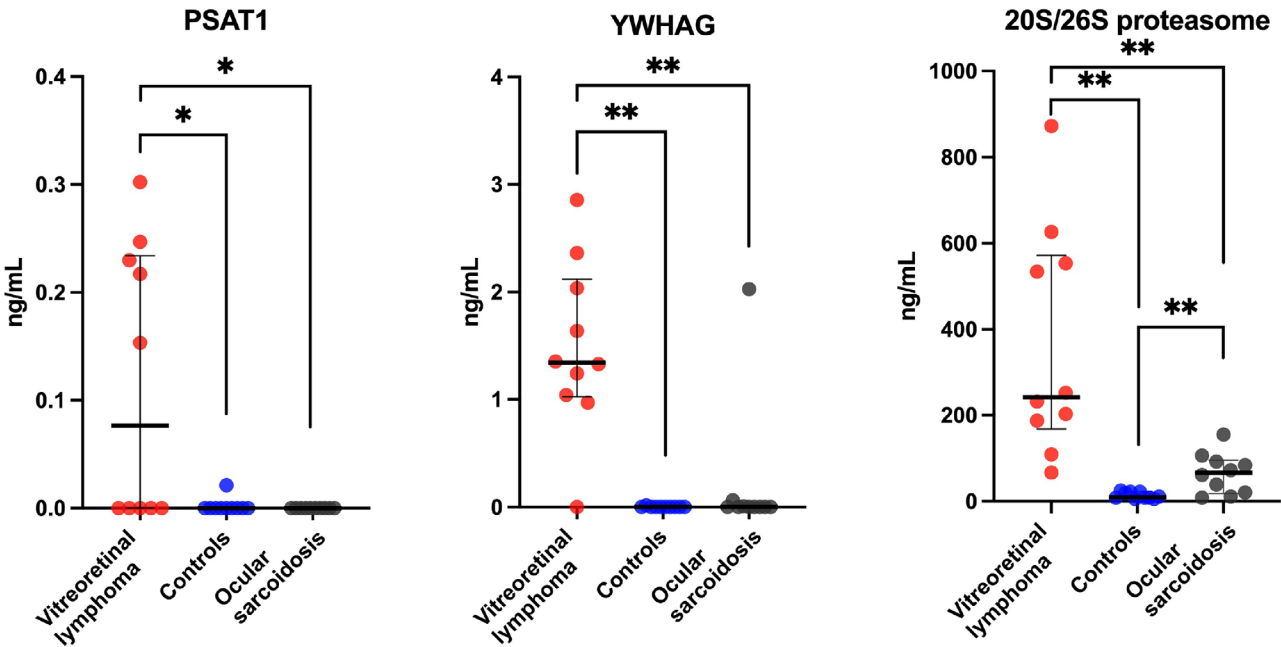 PSAT1
0.4
0.3
0.2
0.1
0.0
ng/mL
*
*
Vitreoretinal
lymphoma
Controls
Ocular
sarcoidosis
YWHAG
4
3
2
1
0
ng/mL
**
**
Vitreoretinal
lymphoma
Controls
Ocular
sarcoidosis
20S/26S proteasome
1000
800
600
400
200
0
ng/mL
**
**
**
Vitreoretinal
lymphoma
Controls
Ocular
sarcoidosis